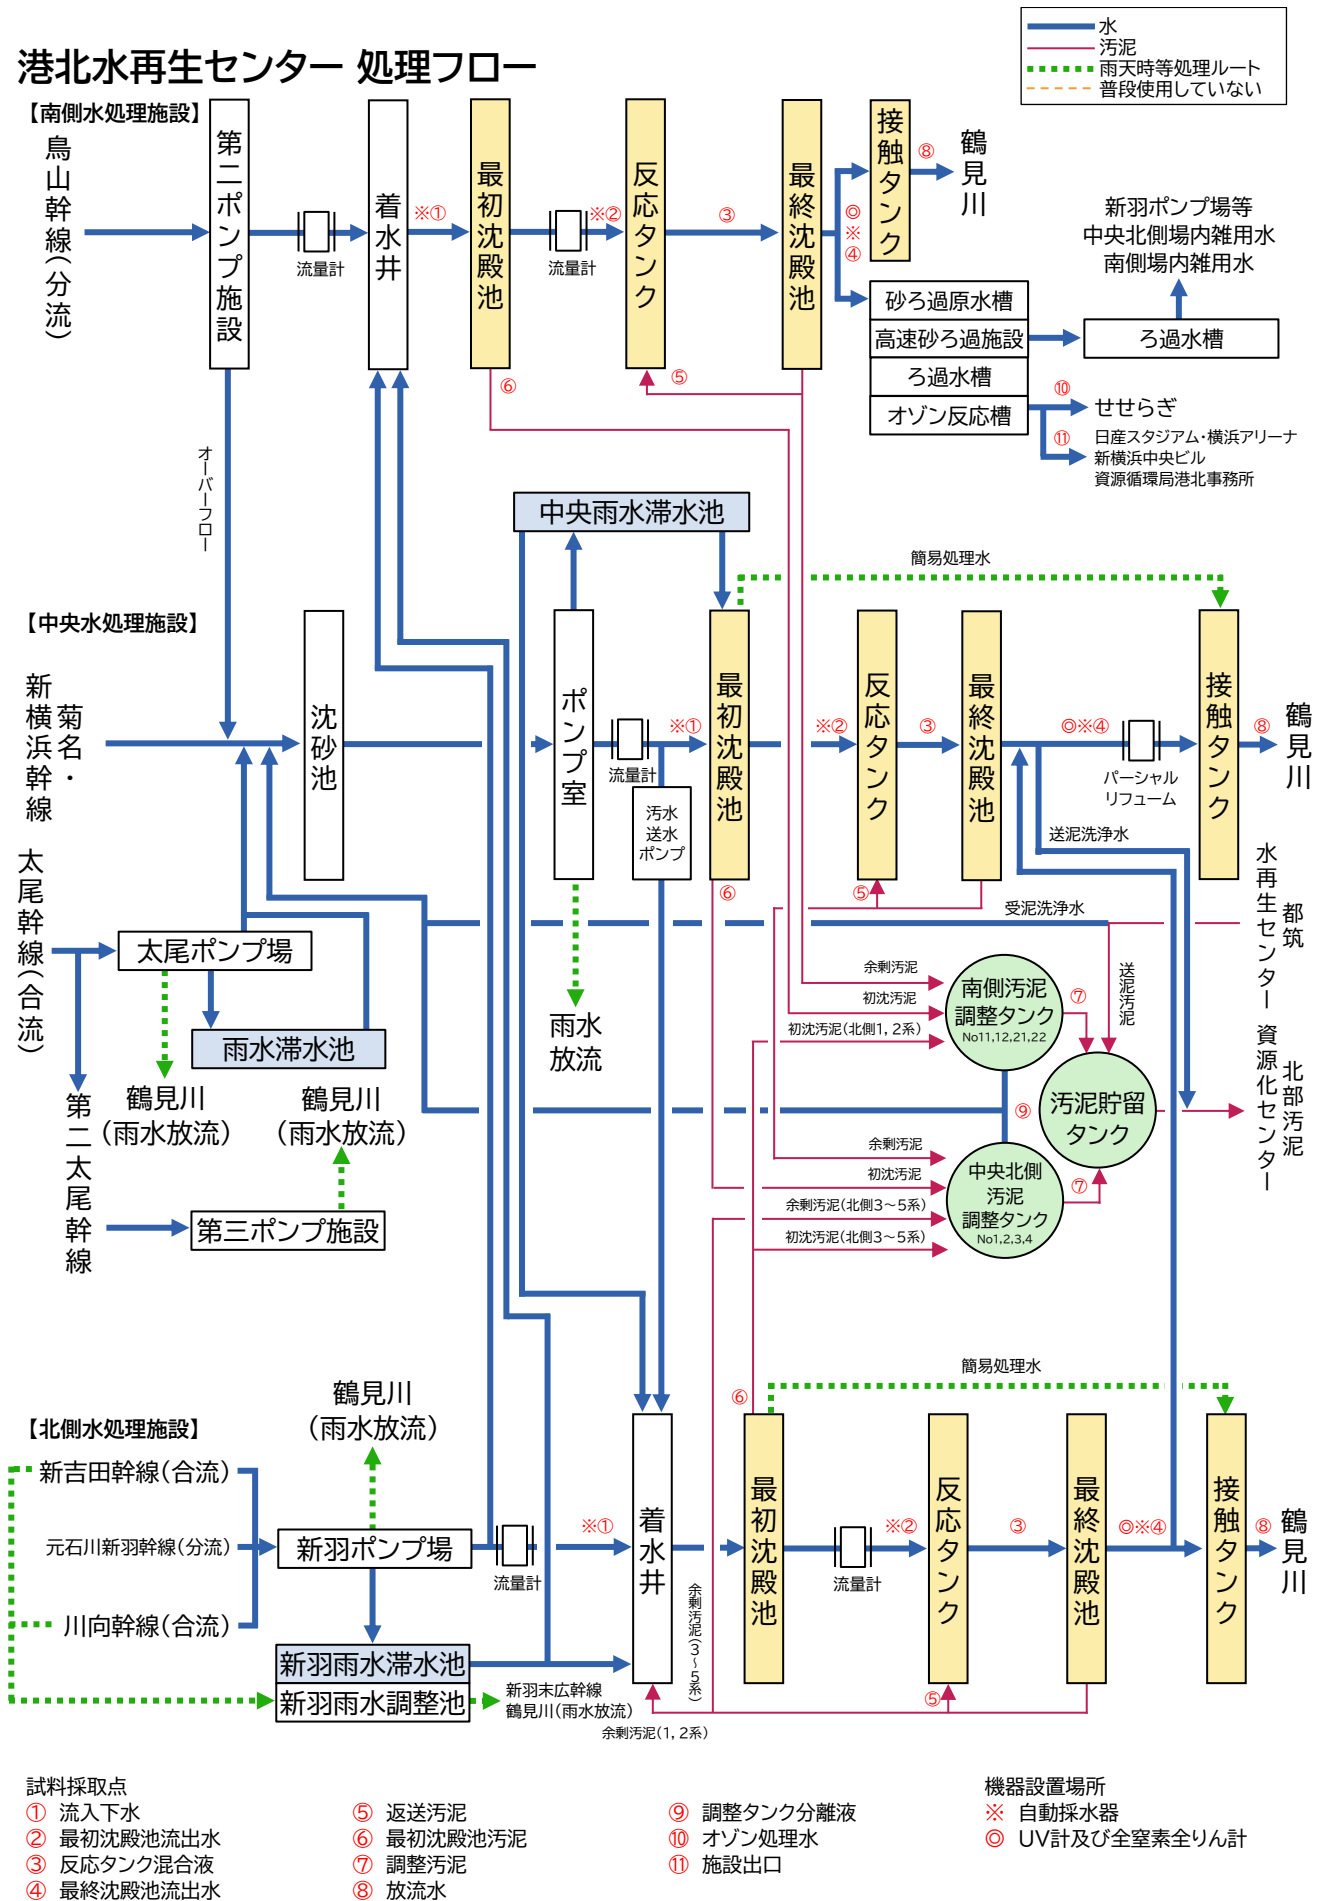 港北水再生センター 処理フロー
水
汚泥
雨天時等処理ルート
普段使用していない
【南側水処理施設】
鳥山幹線(分流)
第二ポンプ施設
流量計
着水井
※①
最初沈殿池
流量計
※②
反応タンク
③
最終沈殿池
◎
※
④
接触タンク
⑧
鶴見川
砂ろ過原水槽
高速砂ろ過施設
ろ過水槽
オゾン反応槽
新羽ポンプ場等
中央北側場内雑用水
南側場内雑用水
ろ過水槽
⑩
せせらぎ
⑪
日産スタジアム・横浜アリーナ
新横浜中央ビル
資源循環局港北事務所
⑥
⑤
オーバーフロー
中央雨水滞水池
簡易処理水
【中央水処理施設】
菊名・
新横浜幹線
沈砂池
ポンプ室
流量計
※①
汚水
送水
ポンプ
最初沈殿池
※②
反応タンク
③
最終沈殿池
◎※④
パーシャル
リフューム
接触タンク
⑧
鶴見川
送泥洗浄水
⑥
⑤
受泥洗浄水
都筑
水再生センター
太尾幹線(合流)
太尾ポンプ場
雨水滞水池
鶴見川
(雨水放流)
鶴見川
(雨水放流)
第二太尾幹線
第三ポンプ施設
雨水
放流
余剰汚泥
初沈汚泥
初沈汚泥(北側1,2系)
南側汚泥
調整タンク
No11,12,21,22
⑦
送泥汚泥
汚泥貯留
タンク
⑨
北部汚泥
資源化センター
余剰汚泥
初沈汚泥
余剰汚泥(北側3~5系)
初沈汚泥(北側3~5系)
中央北側
汚泥
調整タンク
No1,2,3,4
⑦
【北側水処理施設】
鶴見川
(雨水放流)
新吉田幹線(合流)
元石川新羽幹線(分流)
川向幹線(合流)
新羽ポンプ場
流量計
※①
着水井
新羽雨水滞水池
新羽雨水調整池
新羽末広幹線
鶴見川(雨水放流)
余剰汚泥(3~5系)
余剰汚泥(1,2系)
⑥
簡易処理水
最初沈殿池
流量計
※②
反応タンク
③
⑤
最終沈殿池
◎※④
接触タンク
⑧
鶴見川
試料採取点
① 流入下水
② 最初沈殿池流出水
③ 反応タンク混合液
④ 最終沈殿池流出水
⑤ 返送汚泥
⑥ 最初沈殿池汚泥
⑦ 調整汚泥
⑧ 放流水
⑨ 調整タンク分離液
⑩ オゾン処理水
⑪ 施設出口
機器設置場所
※ 自動採水器
◎ UV計及び全窒素全りん計